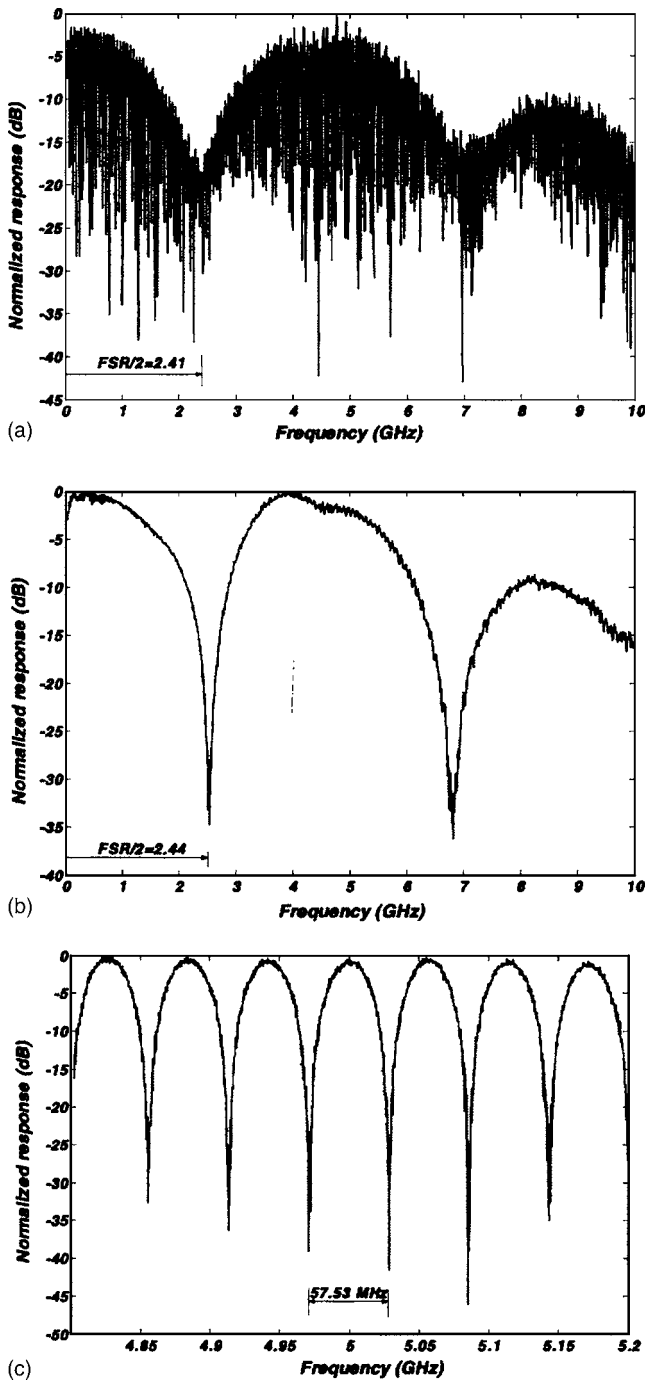 0
-5
-10
-15
-20
-25
-30
-35
-40
-45
Normalized response (dB)
FSR/2=2.41
0 1 2 3 4 5 6 7 8 9 10
Frequency (GHz)
(a)
0
-5
-10
-15
-20
-25
-30
-35
-40
Normalized response (dB)
FSR/2=2.44
0 1 2 3 4 5 6 7 8 9 10
Frequency (GHz)
(b)
0
-5
-10
-15
-20
-25
-30
-35
-40
-45
-50
Normalized response (dB)
57.53 MHz
4.85 4.9 4.95 5 5.05 5.1 5.15 5.2
Frequency (GHz)
(c)